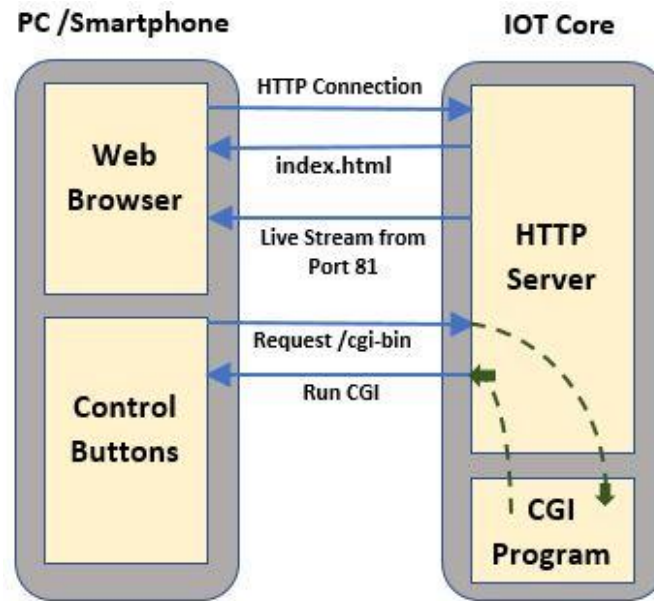 PC /Smartphone
IOT Core
HTTP Connection
Web
Browser
index.html
Live Stream from
Port 81
HTTP
Server
Request /cgi-bin
Run CGI
Control
Buttons
CGI
Program